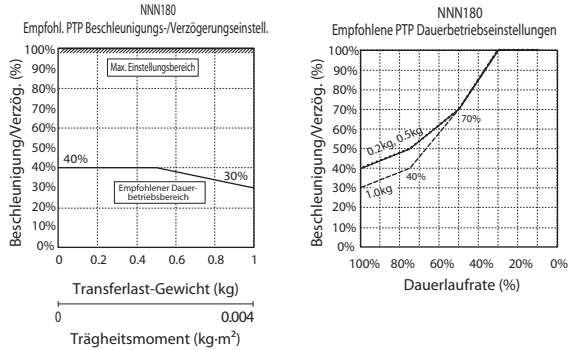 NNN180
Empfohl. PTP Beschleunigungs-/Verzögerungseinstell.
Beschleunigung/Verzög. (%)
100%
90%
80%
70%
60%
50%
40%
30%
20%
10%
0%
Max. Einstellungsbereich
40%
30%
Empfohlener Dauer-
betriebsbereich
0 0.2 0.4 0.6 0.8 1
Transferlast-Gewicht (kg)
0 0.004
Trägheitsmoment (kg·m²)
NNN180
Empfohlene PTP Dauerbetriebseinstellungen
Beschleunigung/Verzög. (%)
100%
90%
80%
70%
60%
50%
40%
30%
20%
10%
0%
0.2kg, 0.5kg
70%
40%
1.0kg
100% 80% 60% 40% 20% 0%
Dauerlaufrate (%)